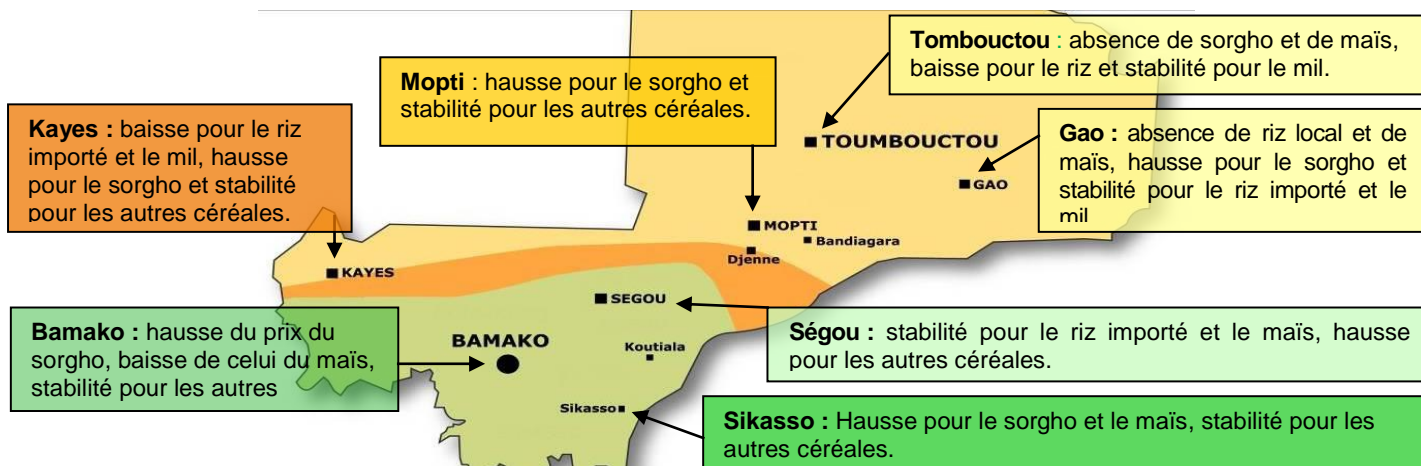 Tombouctou : absence de sorgho et de maïs,
baisse pour le riz et stabilité pour le mil.
Mopti : hausse pour le sorgho et
stabilité pour les autres céréales.
Kayes : baisse pour le riz
importé et le mil, hausse
pour le sorgho et stabilité
pour les autres céréales.
Gao : absence de riz local et de
maïs, hausse pour le sorgho et
stabilité pour le riz importé et le
mil
TOUMBOUCTOU
GAO
MOPTI
Bandiagara
Djenne
KAYES
SEGOU
BAMAKO
Koutiala
Sikasso
Bamako : hausse du prix du
sorgho, baisse de celui du maïs,
stabilité pour les autres
Ségou : stabilité pour le riz importé et le maïs, hausse
pour les autres céréales.
Sikasso : Hausse pour le sorgho et le maïs, stabilité pour les
autres céréales.